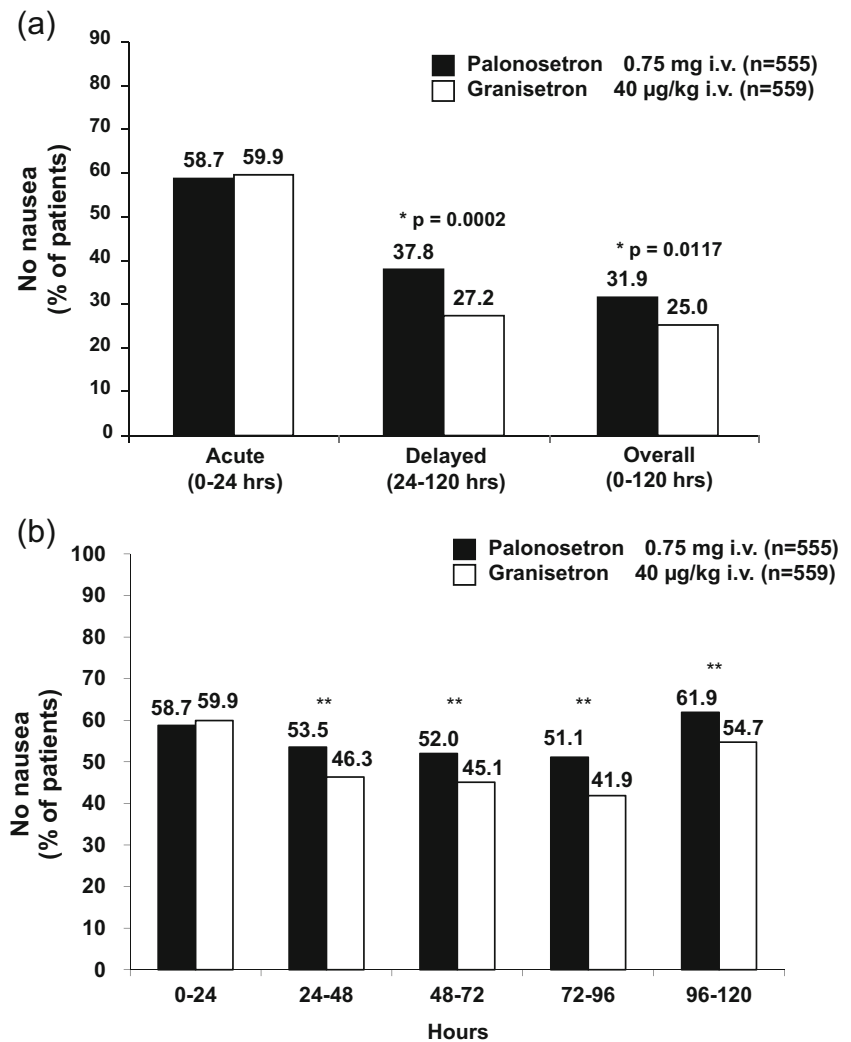 (a)
90
80
70
60
50
40
30
20
10
0
No nausea
(% of patients)
Palonosetron 0.75 mg i.v. (n=555)
Granisetron 40 µg/kg i.v. (n=559)
58.7 59.9
* p = 0.0002
37.8
27.2
* p = 0.0117
31.9
25.0
Acute
(0-24 hrs)
Delayed
(24-120 hrs)
Overall
(0-120 hrs)
(b)
100
90
80
70
60
50
40
30
20
10
0
No nausea
(% of patients)
Palonosetron 0.75 mg i.v. (n=555)
Granisetron 40 µg/kg i.v. (n=559)
58.7 59.9
**
53.5
46.3
**
52.0
45.1
**
51.1
41.9
**
61.9
54.7
0-24 24-48 48-72 72-96 96-120
Hours